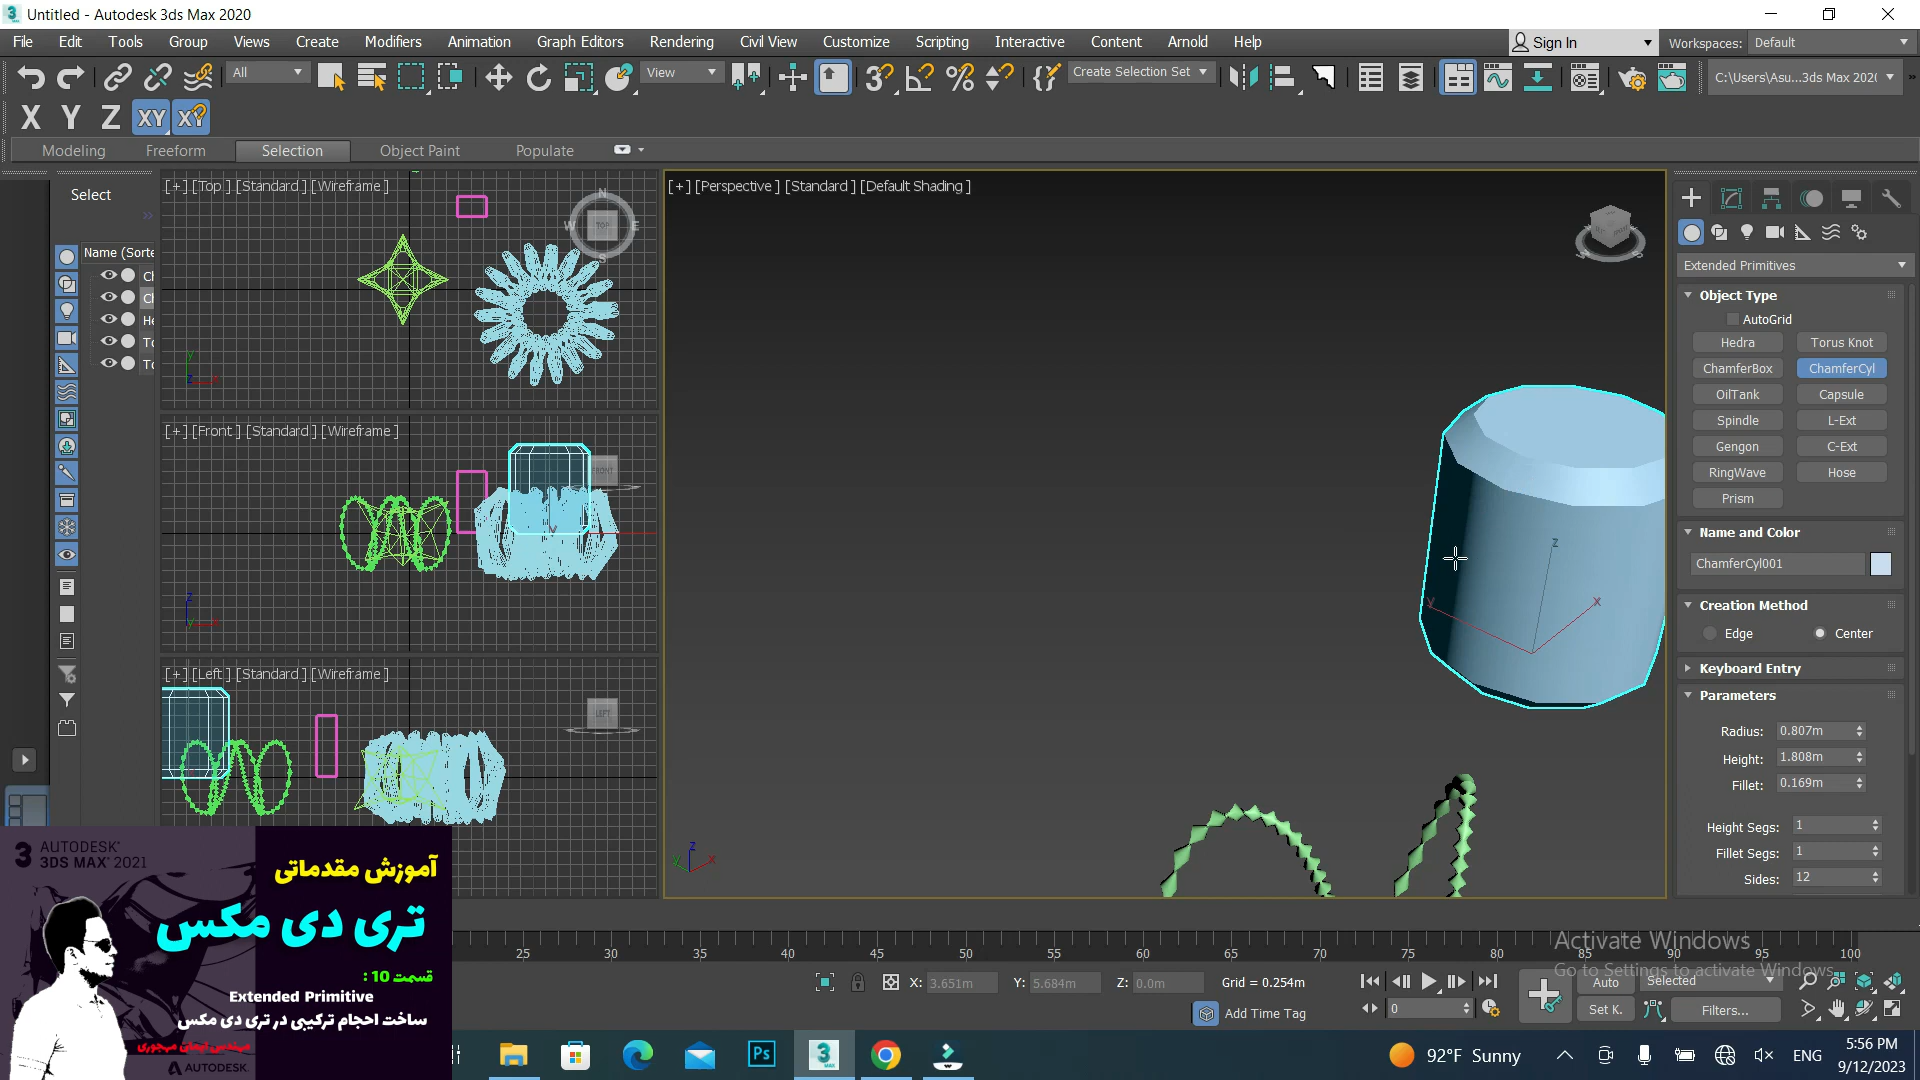 Untitled - Autodesk 3ds Max 2020
File Edit Tools Group Views Create Modifiers Animation Graph Editors Rendering Civil View Customize Scripting Interactive Content Arnold Help
Sign In
Workspaces: Default
All
View
Create Selection Set
C:\Users\Asu...3ds Max 202(
X Y Z XY
Modeling Freeform Selection Object Paint Populate
Select
Name (Sorte
[+] [Top ] [Standard ] [Wireframe ]
[+] [Front ] [Standard ] [Wireframe ]
[+] [Left ] [Standard ] [Wireframe ]
[+] [Perspective ] [Standard ] [Default Shading ]
TOP
FRONT
LEFT
Extended Primitives
Object Type
AutoGrid
Hedra Torus Knot
ChamferBox ChamferCyl
OilTank Capsule
Spindle L-Ext
Gengon C-Ext
RingWave Hose
Prism
Name and Color
ChamferCyl001
Creation Method
Edge Center
Keyboard Entry
Parameters
Radius: 0.807m
Height: 1.808m
Fillet: 0.169m
Height Segs: 1
Fillet Segs: 1
Sides: 12
25 30 35 40 45 50 55 60 65 70 75 80 85 90 95 100
Activate Windows
Go to Settings to activate Windows.
X: 3.651m Y: 5.684m Z: 0.0m Grid = 0.254m
Add Time Tag
0
Auto Selected
Set K. Filters...
3 AUTODESK®
3DS MAX® 2021
آموزش مقدماتی
تری دی مکس
قسمت 10 :
Extended Primitive
ساخت احجام ترکیبی در تری دی مکس
AUTODESK.
Ps
3
92°F Sunny
ENG
5:56 PM
9/12/2023